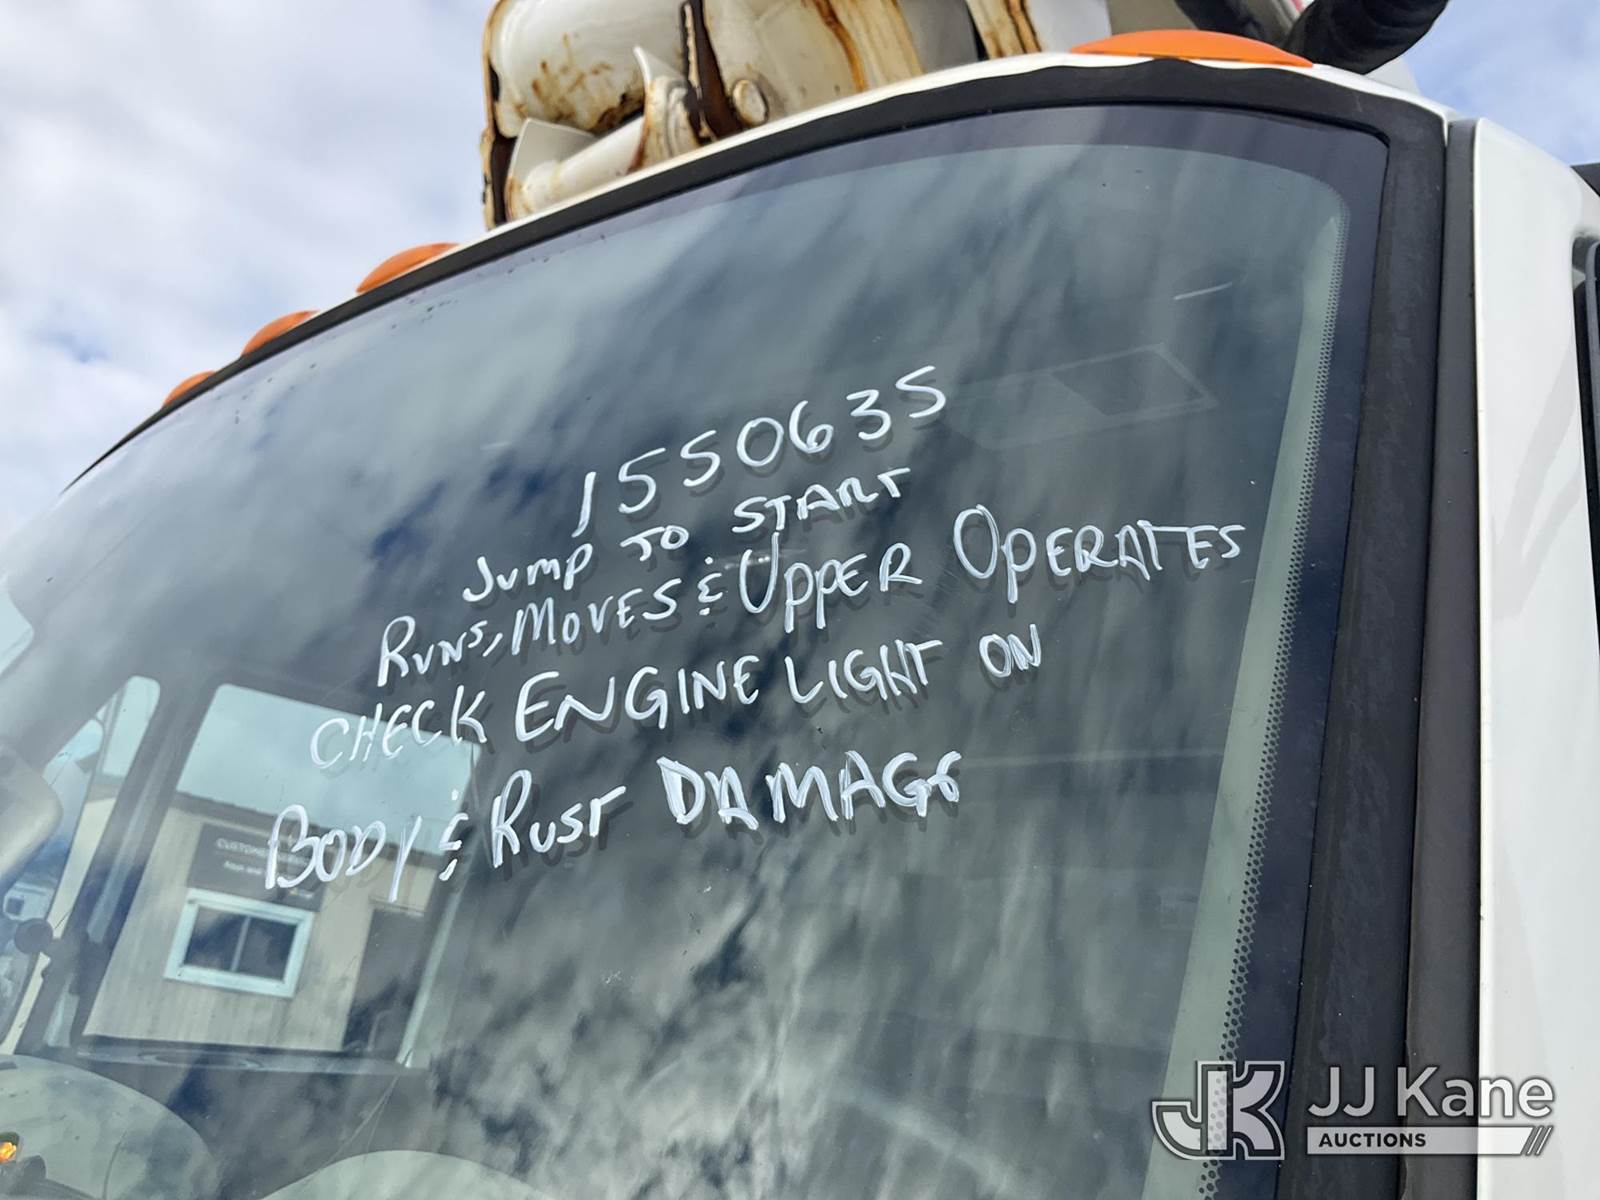 1550635
JUMP TO START
RUNS, MOVES & UPPER OPERATES
CHECK ENGINE LIGHT ON
BODY & RUST DAMAGE
JJ Kane
AUCTIONS